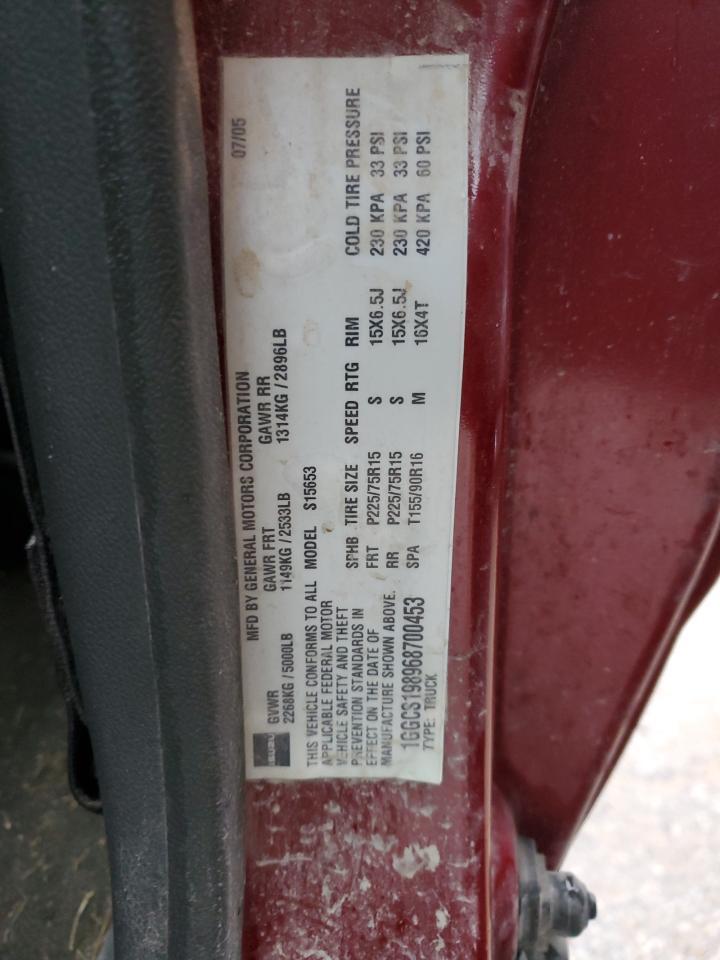 MFD BY GENERAL MOTORS CORPORATION 07/05
GVWR GAWR FRT GAWR RR
2268KG/5000LB 1149KG/2533LB 1314KG/2896LB
THIS VEHICLE CONFORMS TO ALL
APPLICABLE FEDERAL MOTOR
VEHICLE SAFETY AND THEFT
PREVENTION STANDARDS IN
EFFECT ON THE DATE OF
MANUFACTURE SHOWN ABOVE.
1GGCS198968700453
TYPE: TRUCK
MODEL S15653
SPHB TIRE SIZE SPEED RTG RIM COLD TIRE PRESSURE
FRT P225/75R15 S 15X6.5J 230 KPA 33 PSI
RR P225/75R15 S 15X6.5J 230 KPA 33 PSI
SPA T155/90R16 M 16X4T 420 KPA 60 PSI